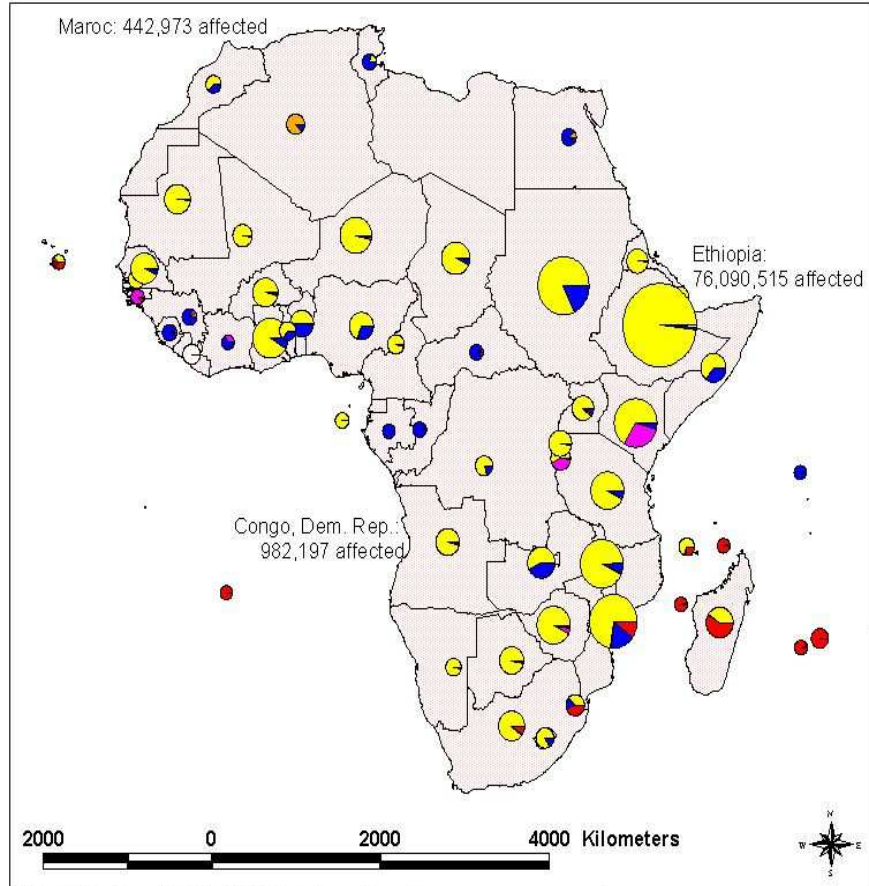 Maroc: 442,973 affected
Ethiopia:
76,090,515 affected
Congo, Dem. Rep.:
982,197 affected
N
W E
S
2000 0 2000 4000 Kilometers